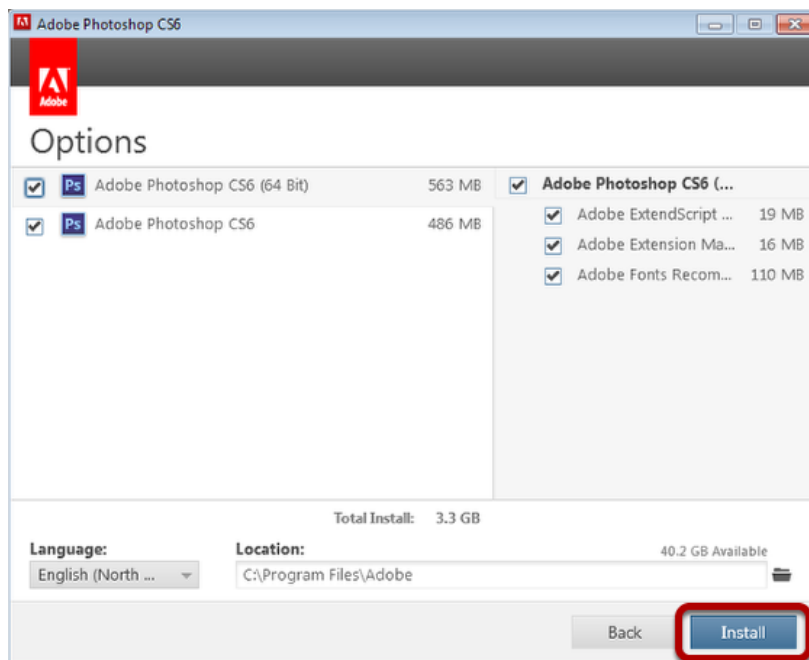 Adobe Photoshop CS6
Adobe
Options
Ps Adobe Photoshop CS6 (64 Bit) 563 MB
Ps Adobe Photoshop CS6 486 MB
Adobe Photoshop CS6 (...
Adobe ExtendScript ... 19 MB
Adobe Extension Ma... 16 MB
Adobe Fonts Recom... 110 MB
Total Install: 3.3 GB
Language:
English (North ...
Location:
40.2 GB Available
C:\Program Files\Adobe
Back
Install